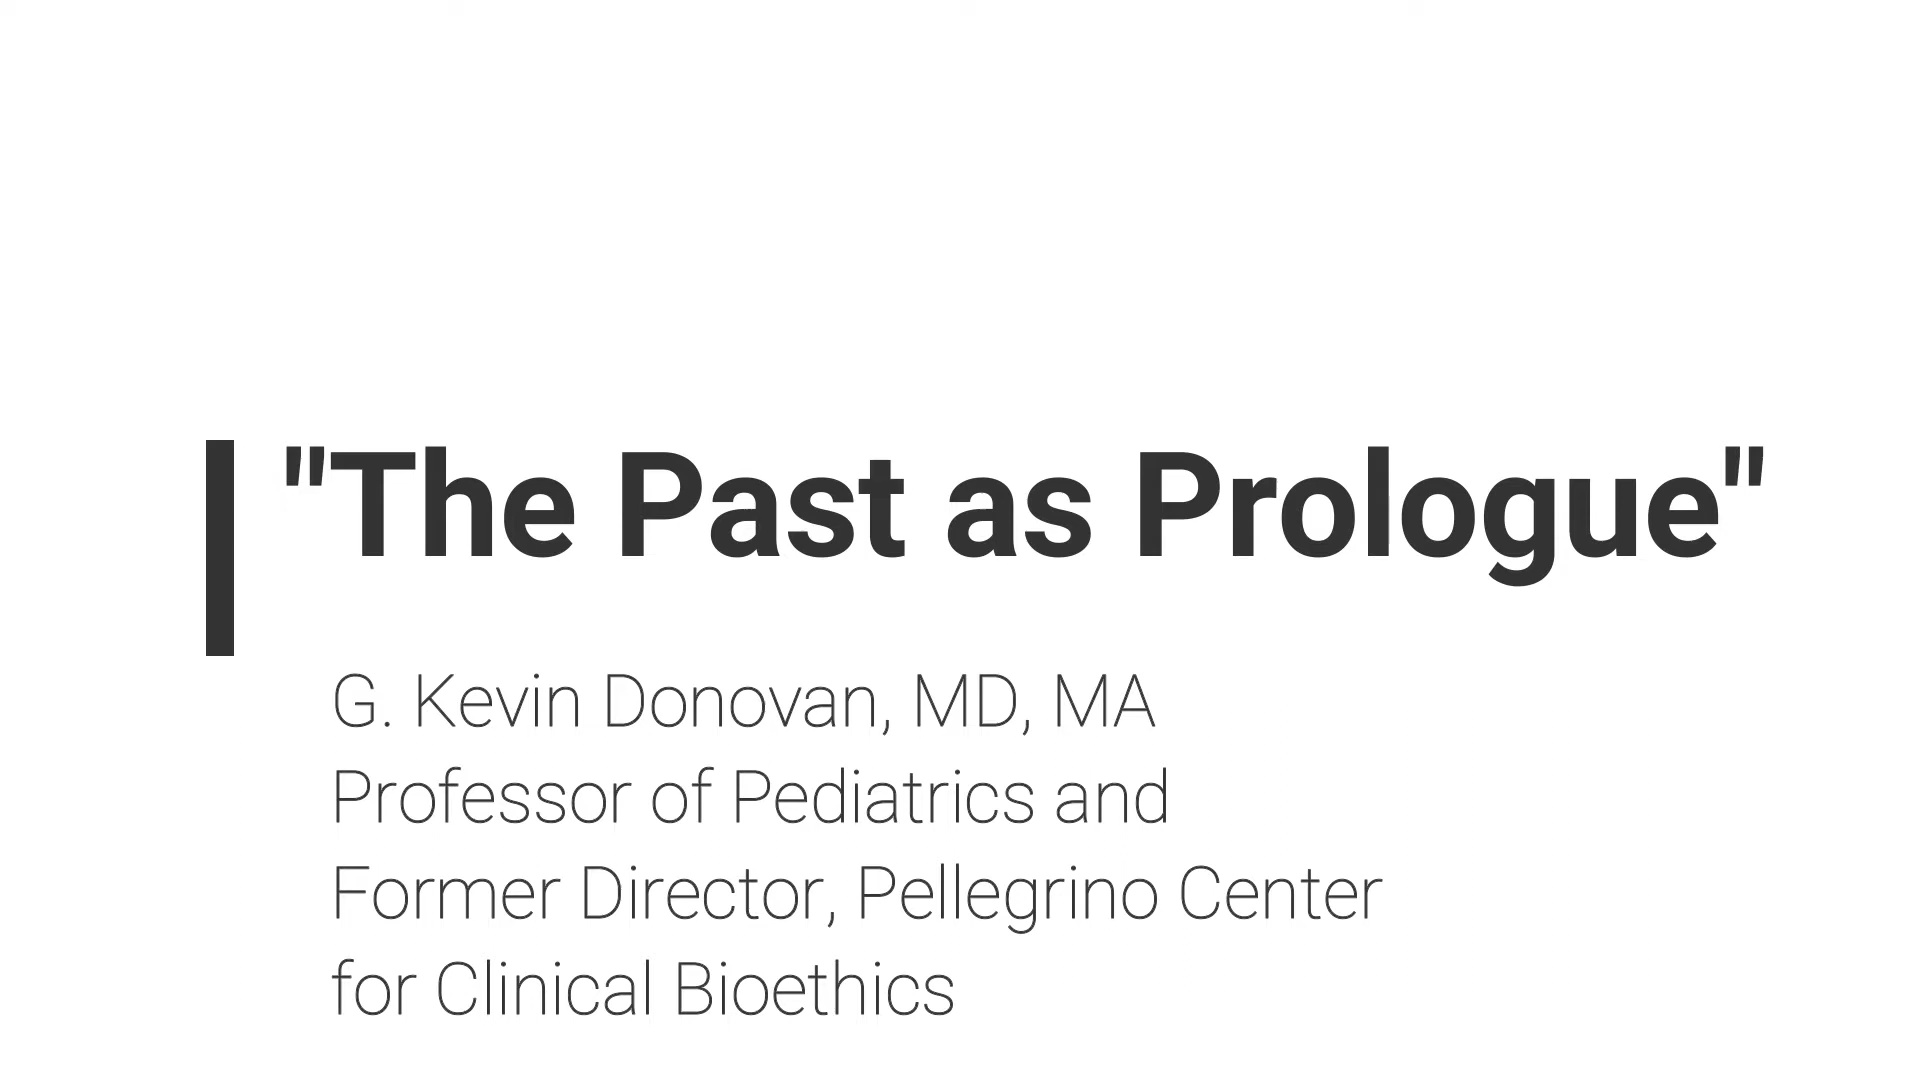 "The Past as Prologue"
G. Kevin Donovan, MD, MA
Professor of Pediatrics and
Former Director, Pellegrino Center
for Clinical Bioethics